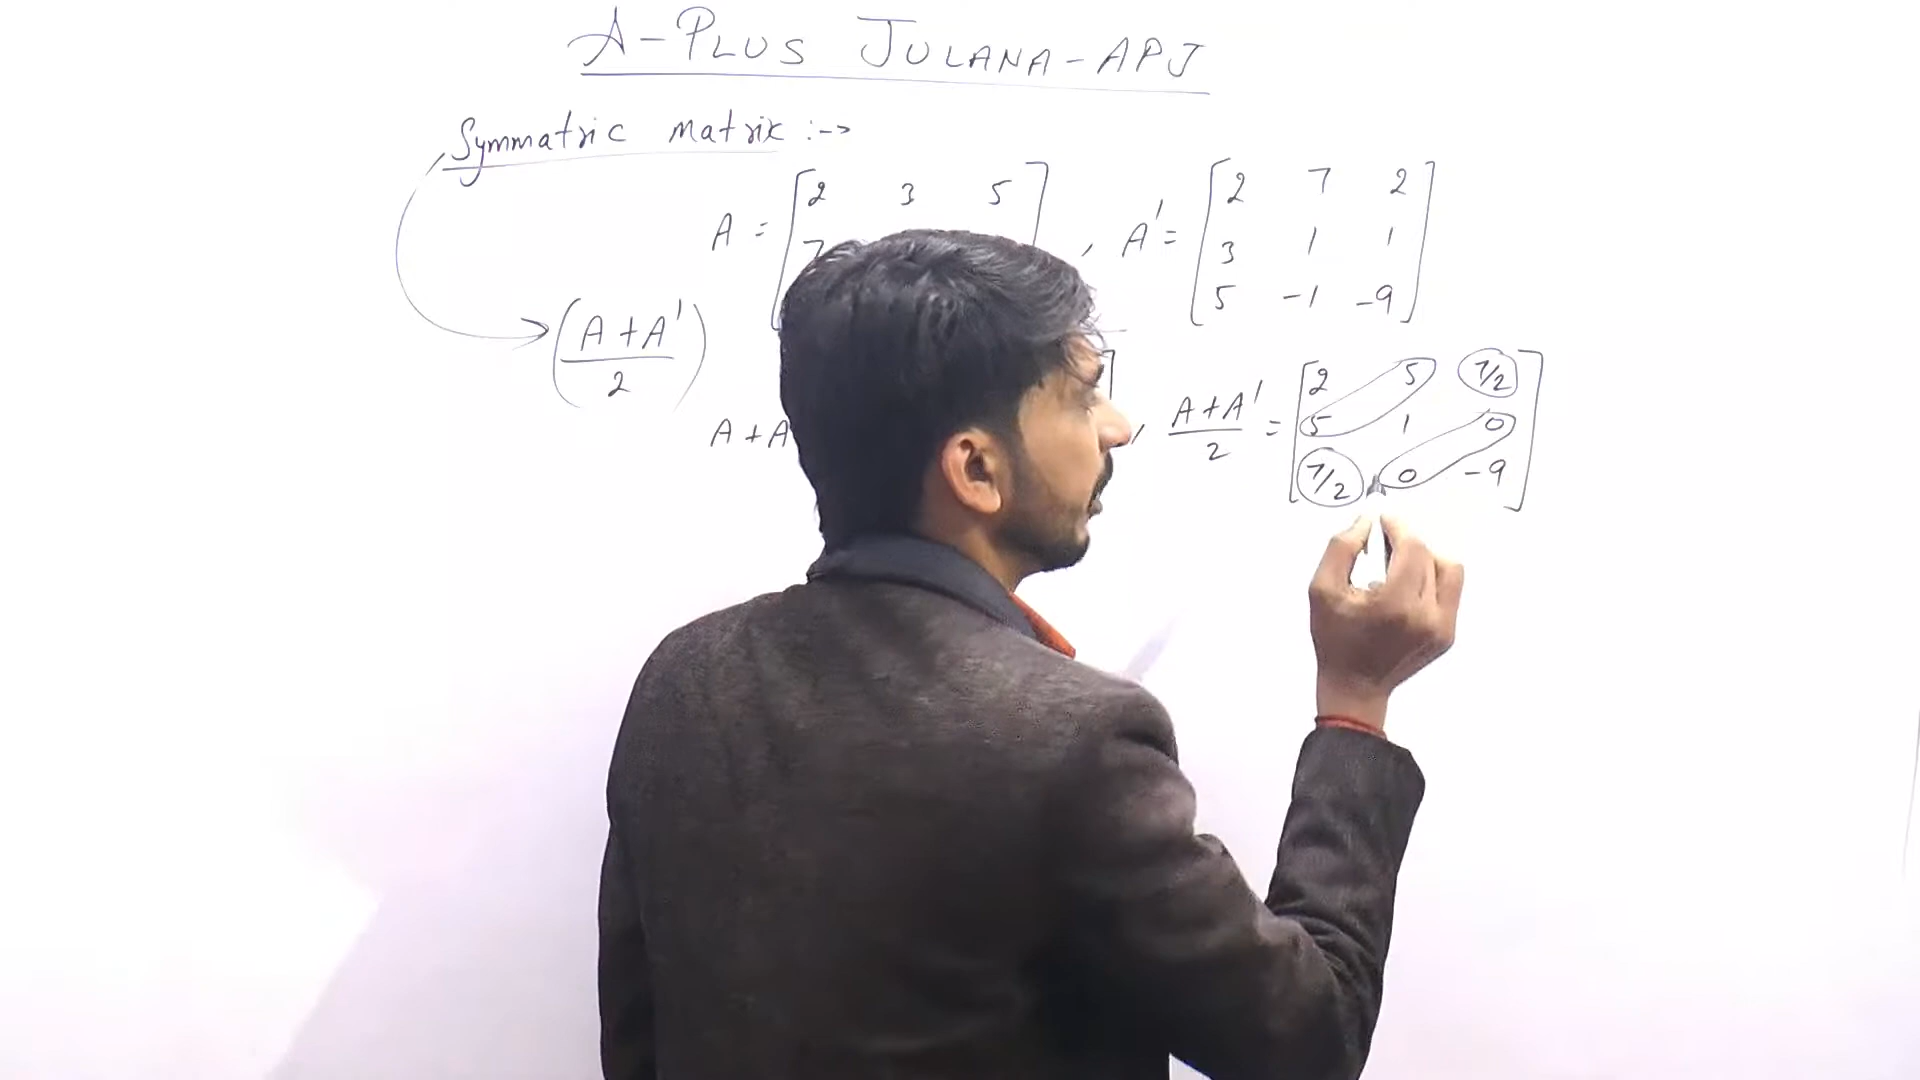 A-PLUS JULANA-APJ
Symmatric matrix :->
A = [2 3 5
7
, A' = [2 7 2]
3 1 1
5 -1 -9
(A+A'/2)
A+A
, A+A'/2 = [2 5 7/2]
5 1 0
7/2 0 -9